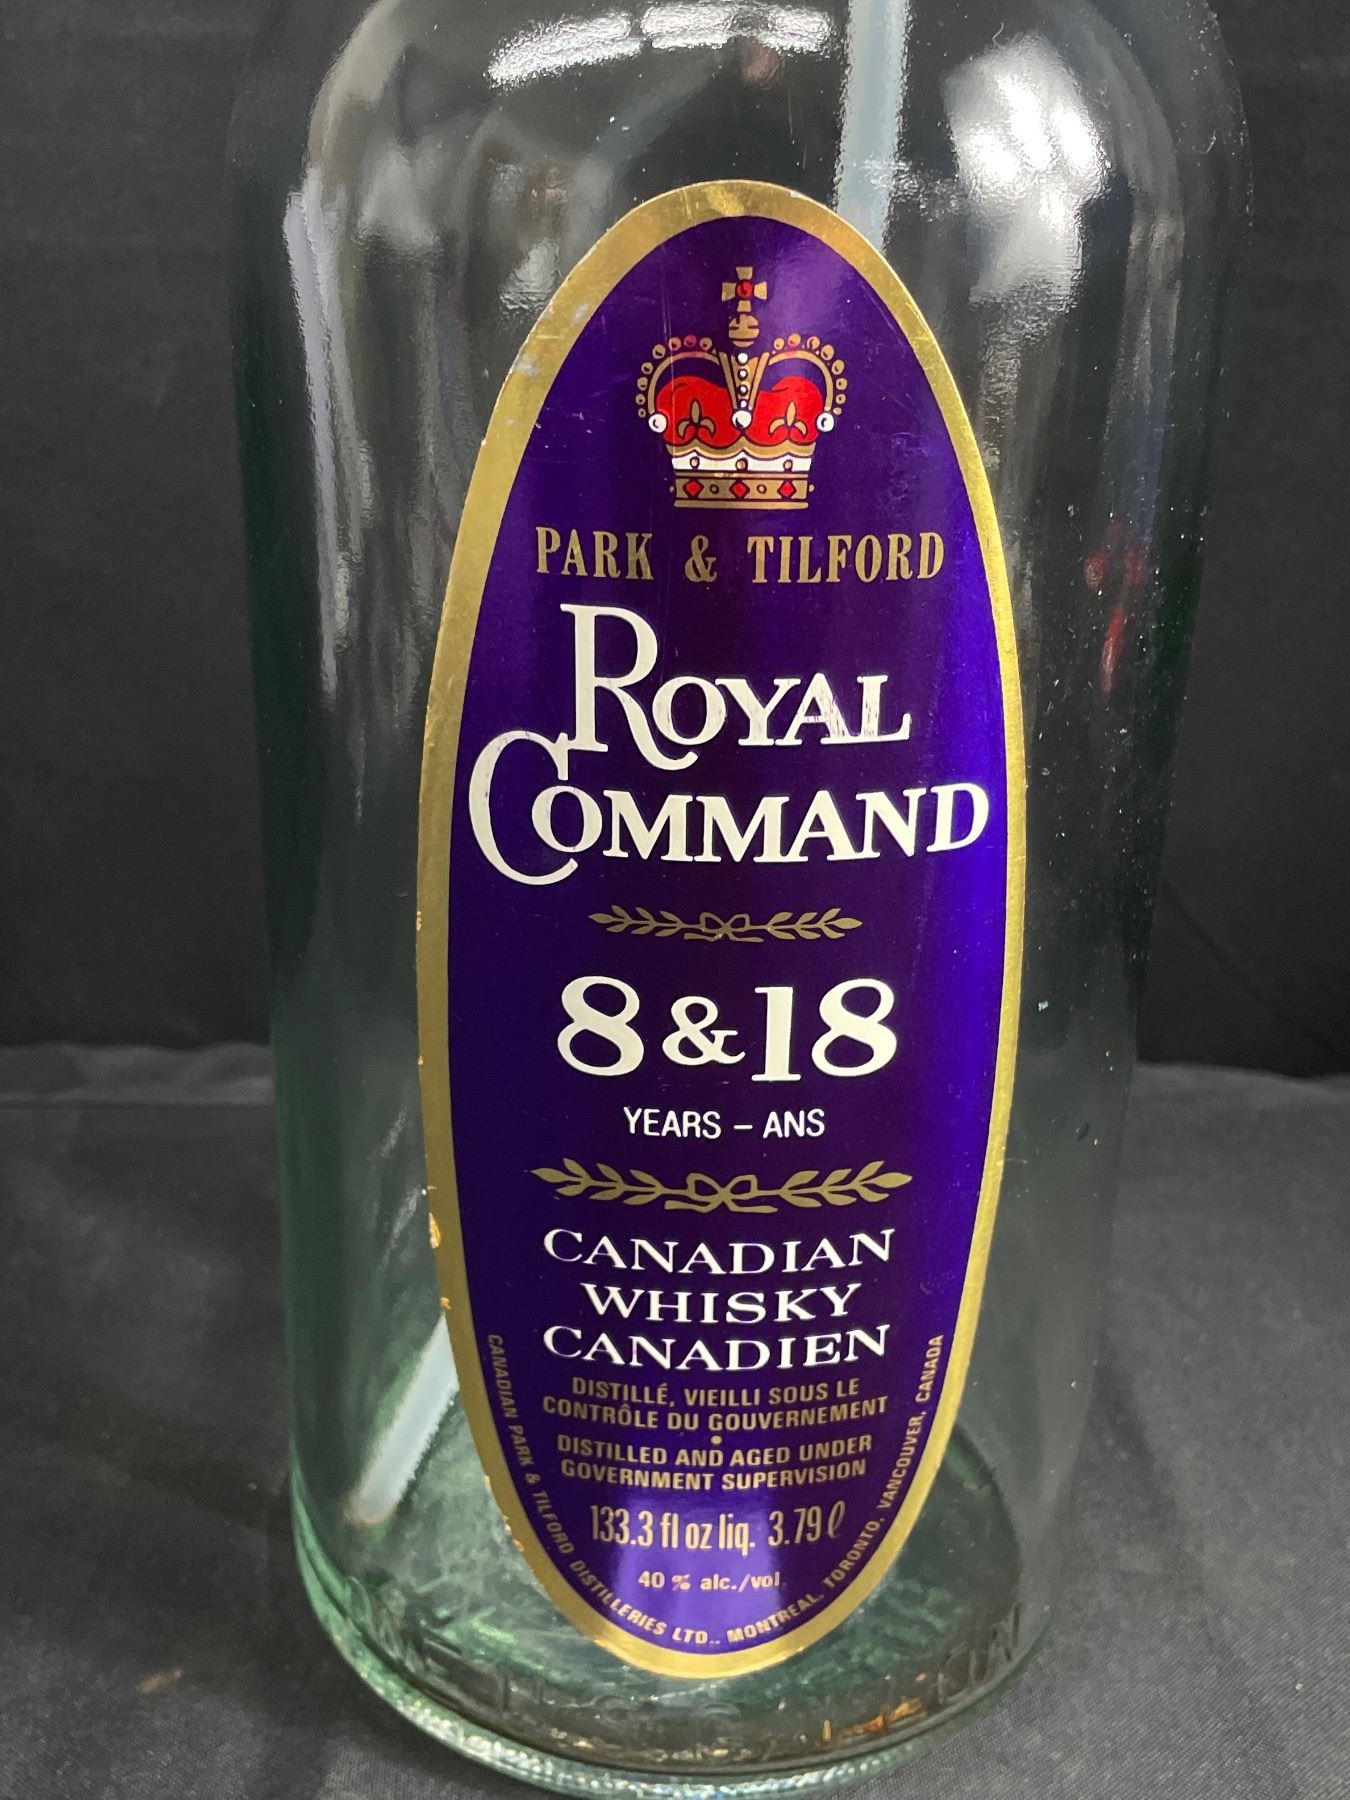 PARK & TILFORD
ROYAL
COMMAND
8 & 18
YEARS – ANS
CANADIAN
WHISKY
CANADIEN
DISTILLÉ, VIEILLI SOUS LE
CONTRÔLE DU GOUVERNEMENT
•
DISTILLED AND AGED UNDER
GOVERNMENT SUPERVISION
133.3 fl oz liq. 3.79 ℓ
40 % alc./vol.
CANADIAN PARK & TILFORD DISTILLERIES LTD., MONTREAL, TORONTO, VANCOUVER, CANADA